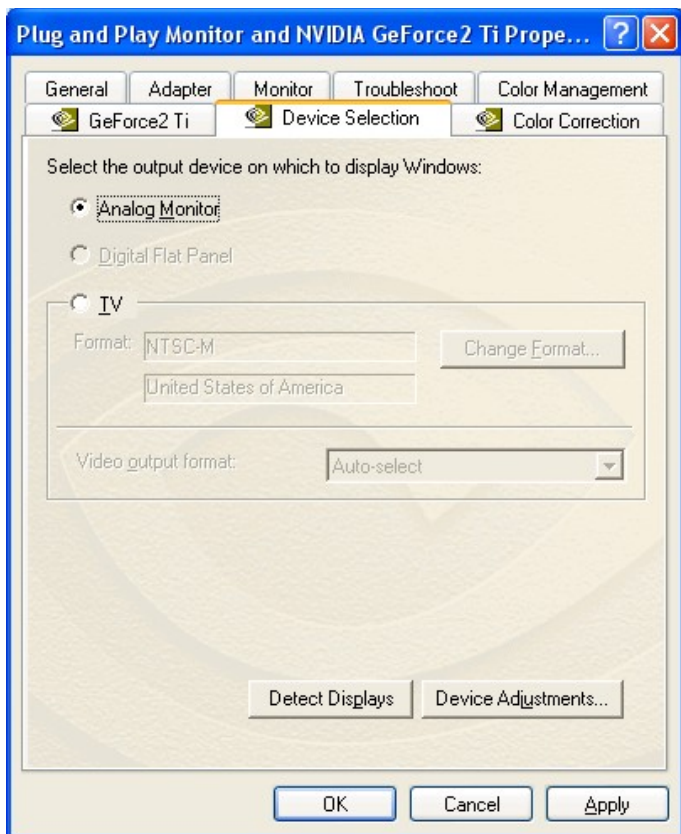 Plug and Play Monitor and NVIDIA GeForce2 Ti Prope...
General Adapter Monitor Troubleshoot Color Management
GeForce2 Ti Device Selection Color Correction
Select the output device on which to display Windows:
Analog Monitor
Digital Flat Panel
TV
Format: NTSC-M Change Format...
United States of America
Video output format: Auto-select
Detect Displays Device Adjustments...
OK Cancel Apply